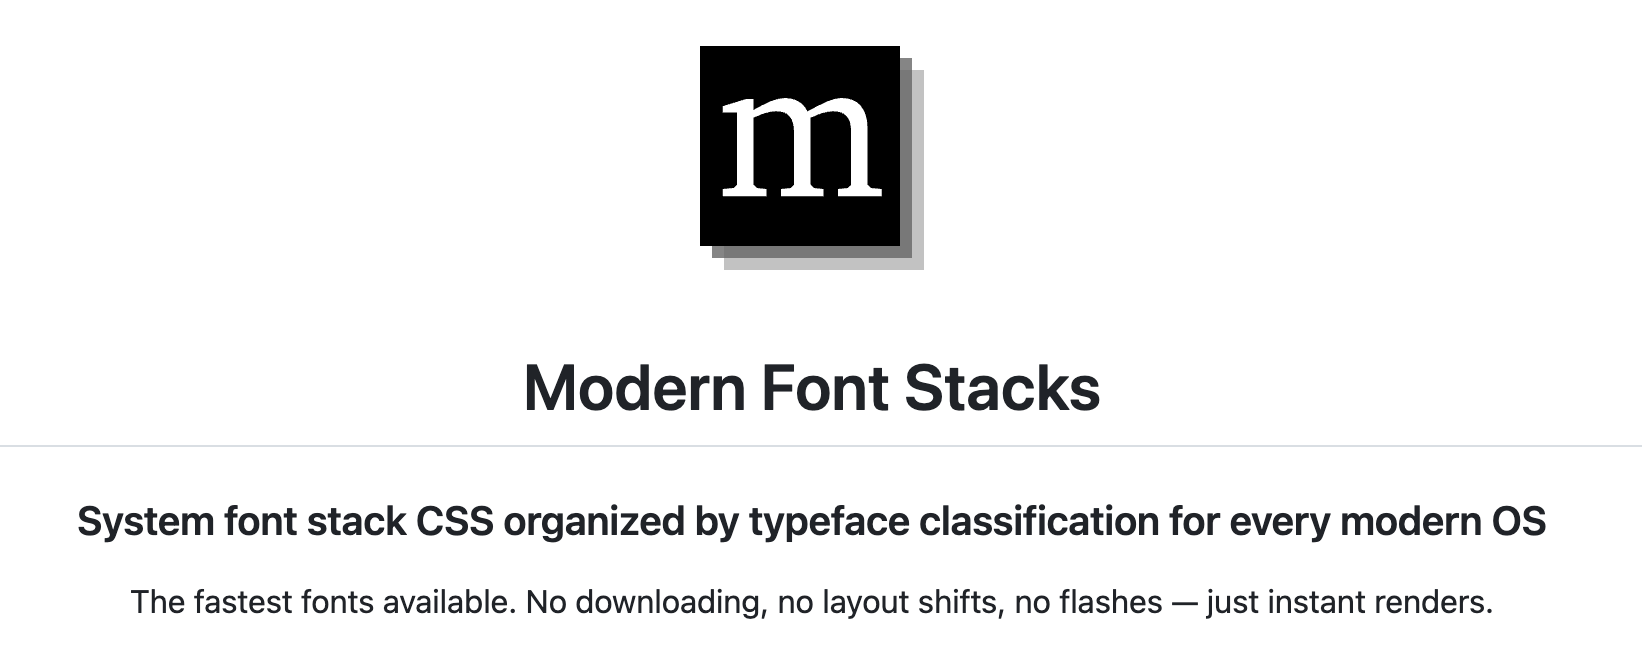 m
Modern Font Stacks
System font stack CSS organized by typeface classification for every modern OS
The fastest fonts available. No downloading, no layout shifts, no flashes — just instant renders.